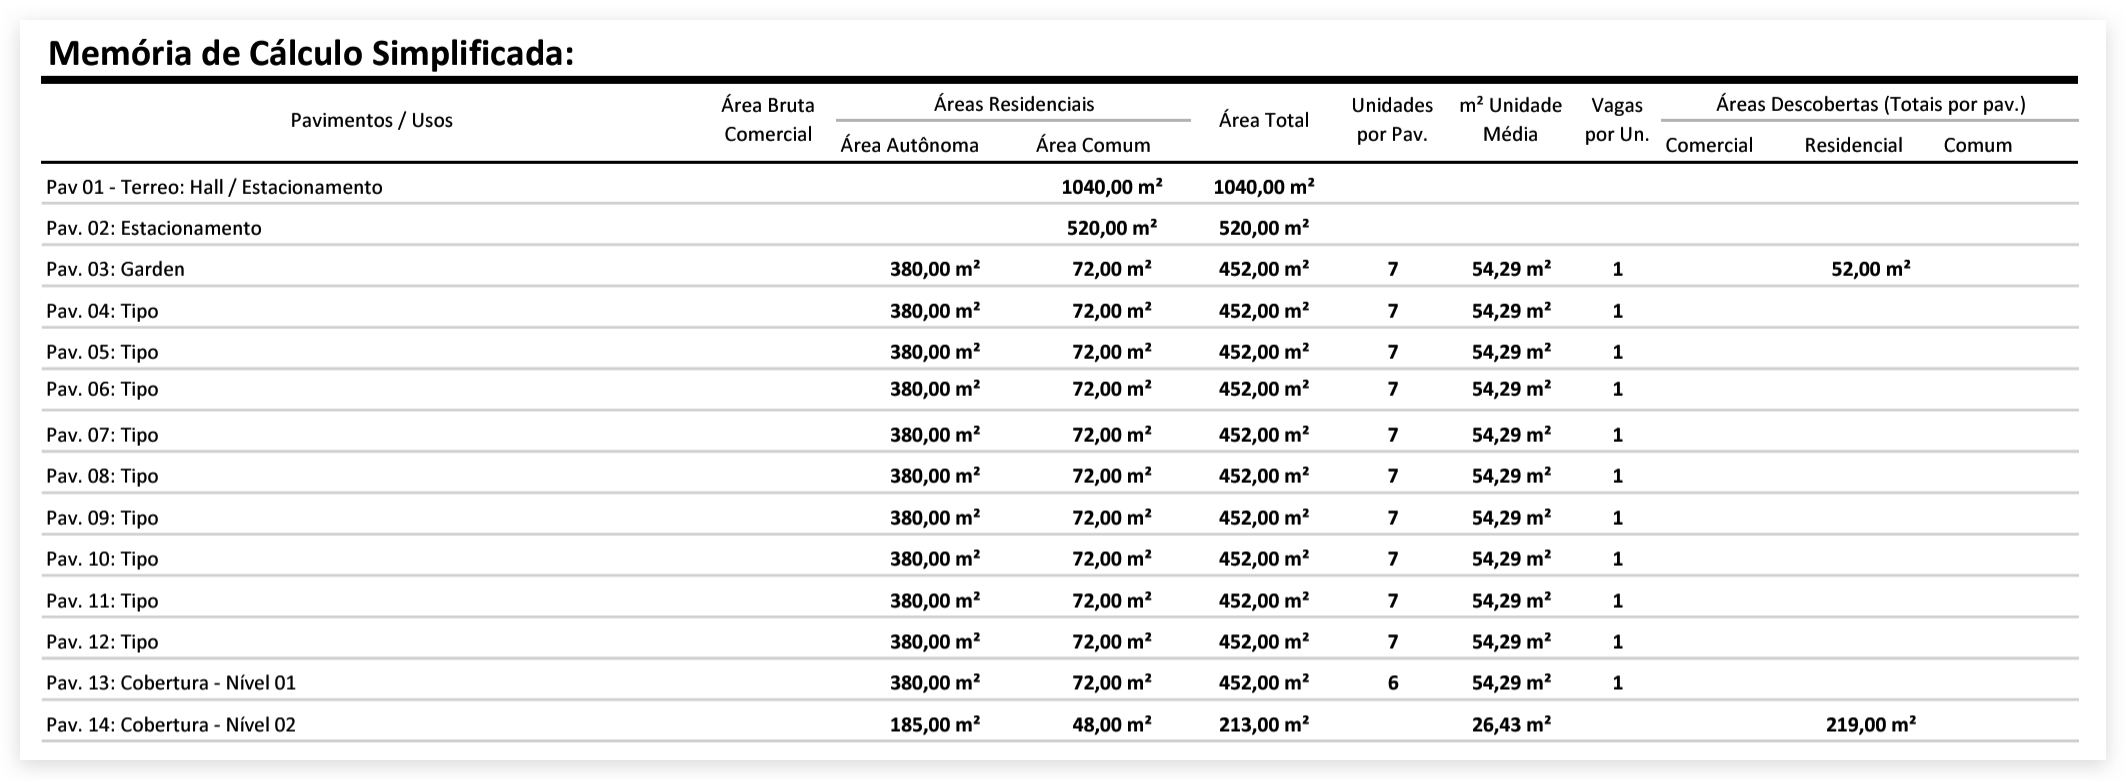 Memória de Cálculo Simplificada:
Pavimentos / Usos Área Bruta Comercial Áreas Residenciais Área Total Unidades por Pav. m² Unidade Média Vagas por Un. Áreas Descobertas (Totais por pav.)
Área Autônoma Área Comum Comercial Residencial Comum
Pav 01 - Terreo: Hall / Estacionamento 1040,00 m² 1040,00 m²
Pav. 02: Estacionamento 520,00 m² 520,00 m²
Pav. 03: Garden 380,00 m² 72,00 m² 452,00 m² 7 54,29 m² 1 52,00 m²
Pav. 04: Tipo 380,00 m² 72,00 m² 452,00 m² 7 54,29 m² 1
Pav. 05: Tipo 380,00 m² 72,00 m² 452,00 m² 7 54,29 m² 1
Pav. 06: Tipo 380,00 m² 72,00 m² 452,00 m² 7 54,29 m² 1
Pav. 07: Tipo 380,00 m² 72,00 m² 452,00 m² 7 54,29 m² 1
Pav. 08: Tipo 380,00 m² 72,00 m² 452,00 m² 7 54,29 m² 1
Pav. 09: Tipo 380,00 m² 72,00 m² 452,00 m² 7 54,29 m² 1
Pav. 10: Tipo 380,00 m² 72,00 m² 452,00 m² 7 54,29 m² 1
Pav. 11: Tipo 380,00 m² 72,00 m² 452,00 m² 7 54,29 m² 1
Pav. 12: Tipo 380,00 m² 72,00 m² 452,00 m² 7 54,29 m² 1
Pav. 13: Cobertura - Nível 01 380,00 m² 72,00 m² 452,00 m² 6 54,29 m² 1
Pav. 14: Cobertura - Nível 02 185,00 m² 48,00 m² 213,00 m² 26,43 m² 219,00 m²